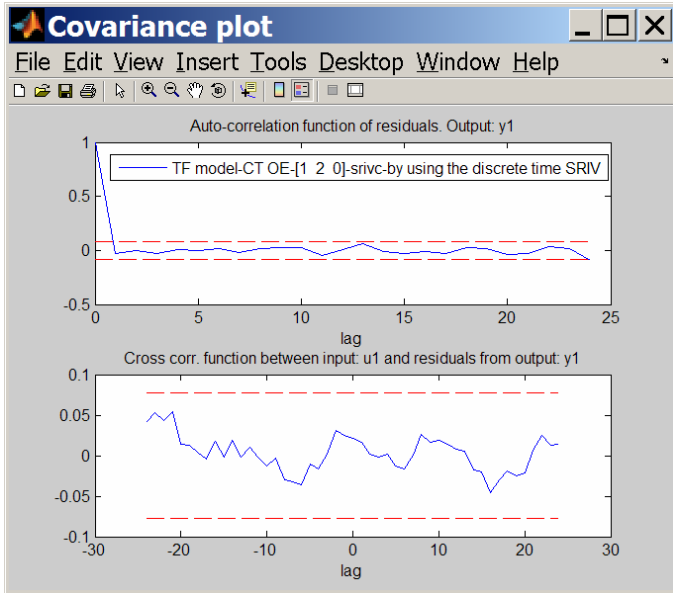 Covariance plot
File Edit View Insert Tools Desktop Window Help
Auto-correlation function of residuals. Output: y1
TF model-CT OE-[1 2 0]-srivc-by using the discrete time SRIV
1
0.5
0
-0.5
0 5 10 15 20 25
lag
Cross corr. function between input: u1 and residuals from output: y1
0.1
0.05
0
-0.05
-0.1
-30 -20 -10 0 10 20 30
lag